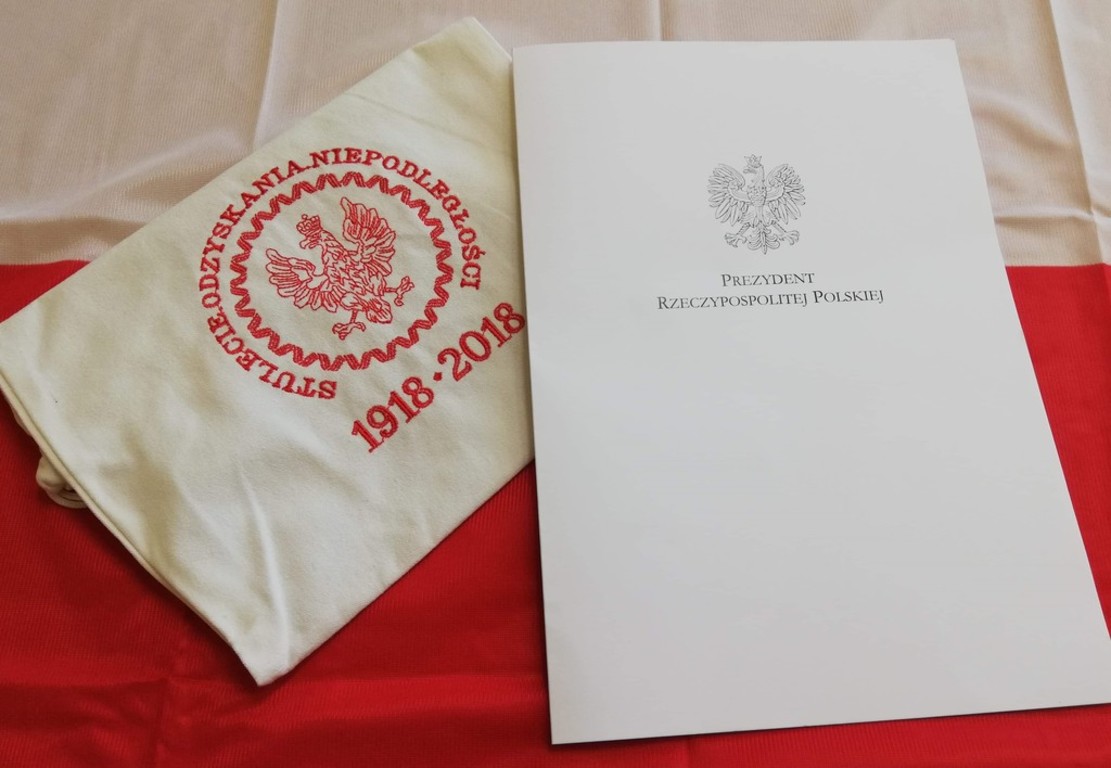 STULECIE ODZYSKANIA NIEPODLEGŁOŚCI
1918 · 2018
PREZYDENT
RZECZYPOSPOLITEJ POLSKIEJ